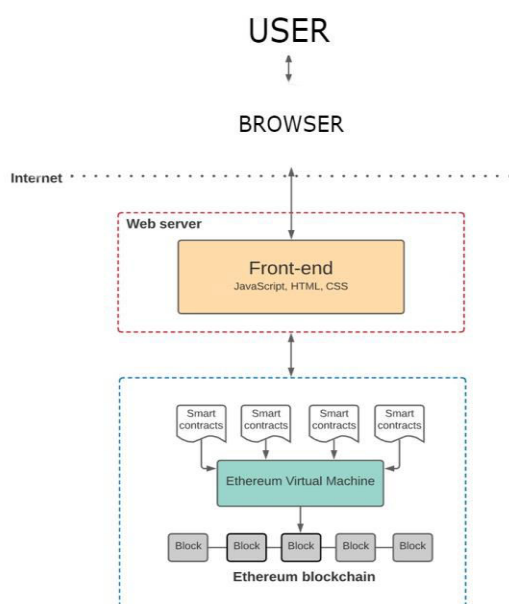 USER
BROWSER
Internet
Web server
Front-end
JavaScript, HTML, CSS
Smart
contracts
Smart
contracts
Smart
contracts
Smart
contracts
Ethereum Virtual Machine
Block
Block
Block
Block
Block
Ethereum blockchain